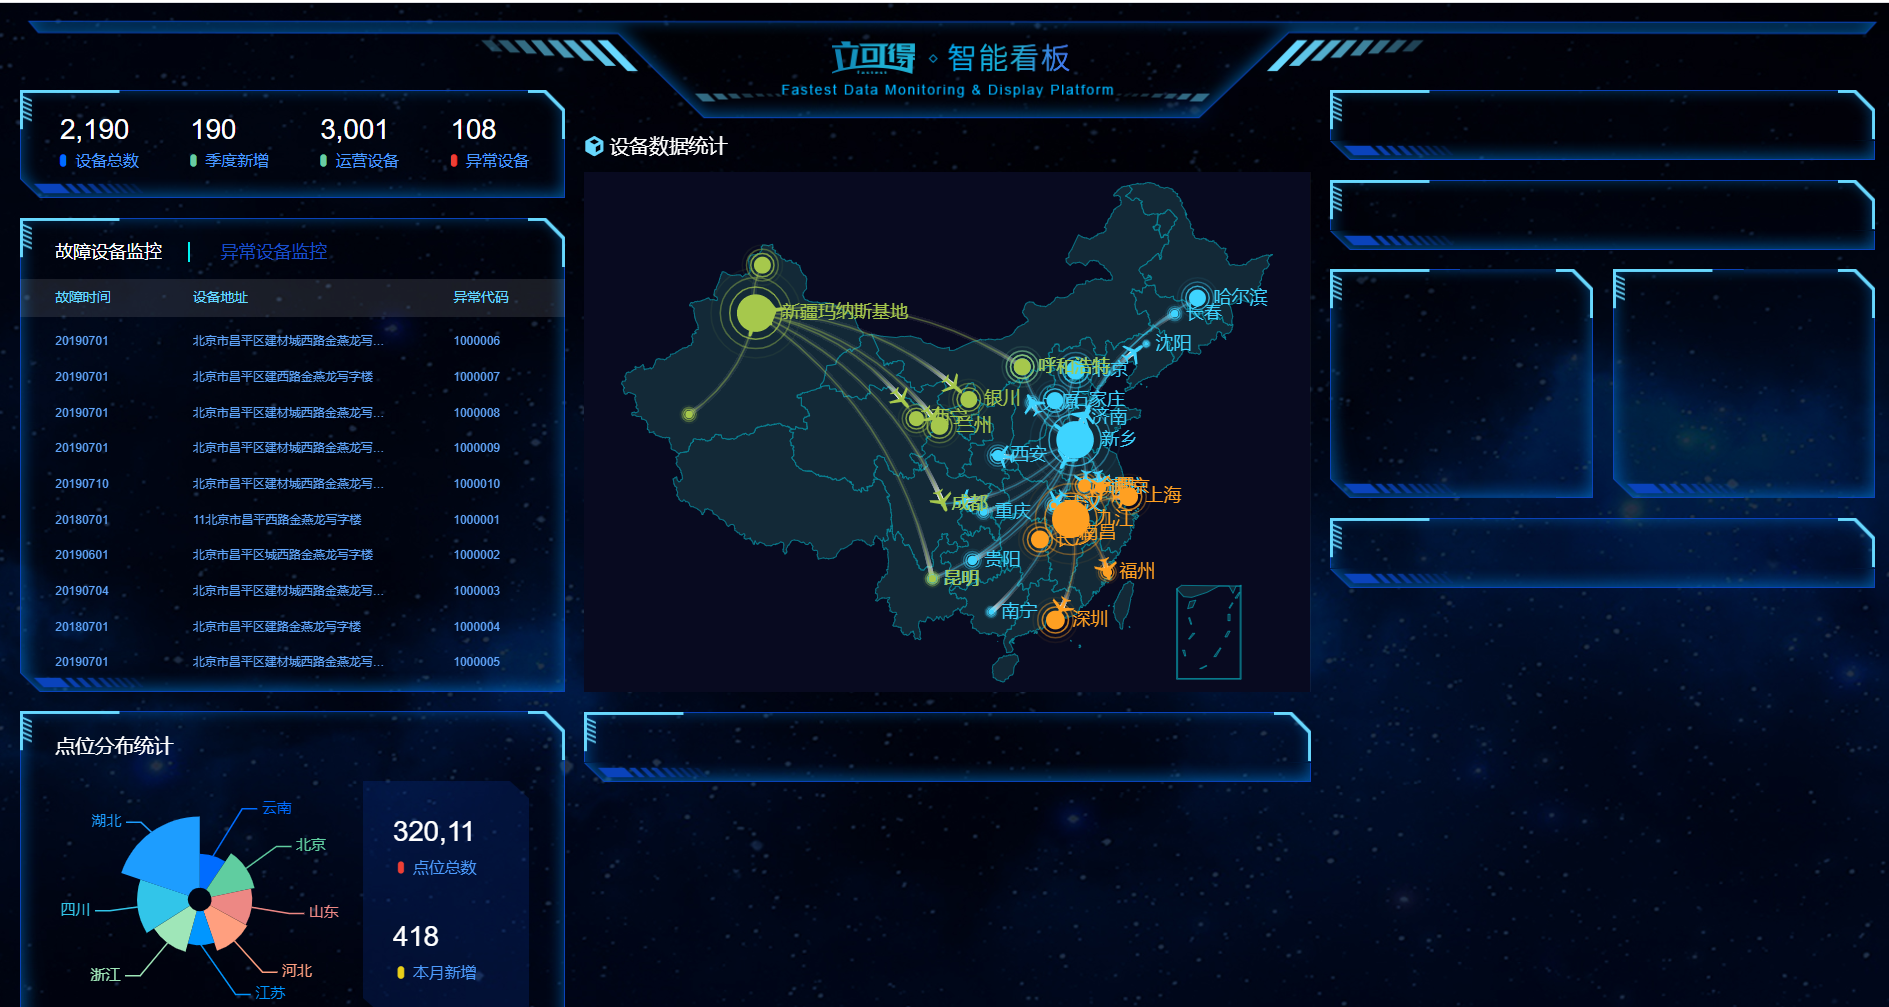 立可得 智能看板
Fastest Data Monitoring & Display Platform
2,190 190 3,001 108
设备总数 季度新增 运营设备 异常设备
故障设备监控 异常设备监控
故障时间 设备地址 异常代码
20190701 北京市昌平区建材城西路金燕龙写... 1000006
20190701 北京市昌平区建西路金燕龙写字楼 1000007
20190701 北京市昌平区建材城西路金燕龙写... 1000008
20190701 北京市昌平区建材城西路金燕龙写... 1000009
20190710 北京市昌平区建材城西路金燕龙写... 1000010
20180701 11北京市昌平西路金燕龙写字楼 1000001
20190601 北京市昌平区城西路金燕龙写字楼 1000002
20190704 北京市昌平区建材城西路金燕龙写... 1000003
20180701 北京市昌平区建路金燕龙写字楼 1000004
20190701 北京市昌平区建材城西路金燕龙写... 1000005
点位分布统计
云南
湖北
北京
四川
山东
浙江
河北
江苏
320,11
点位总数
418
本月新增
设备数据统计
哈尔滨
新疆玛纳斯基地
长春
沈阳
呼和浩特
北京
银川
石家庄
济南
兰州
新乡
西安
上海
成都
重庆
九江
南昌
贵阳
福州
昆明
南宁
深圳